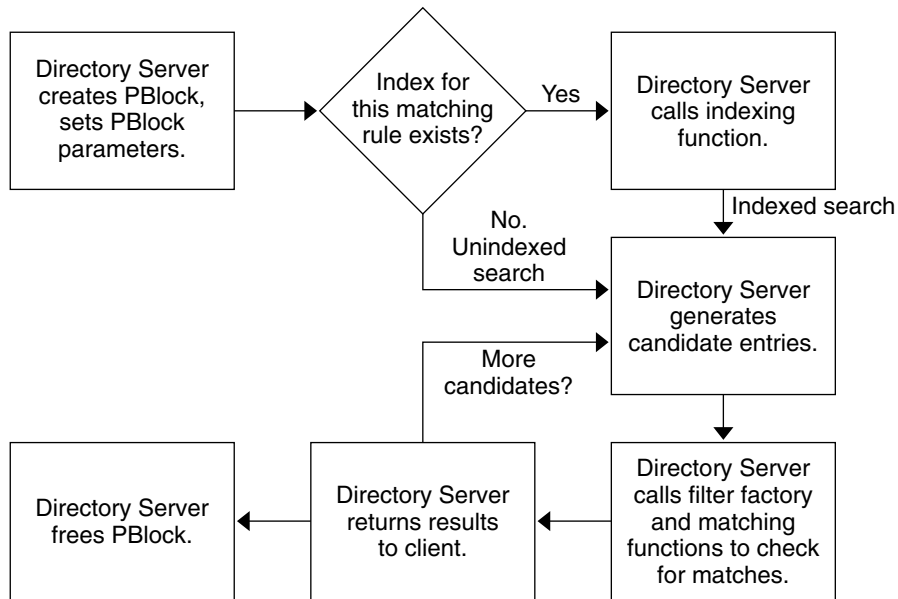 Directory Server
creates PBlock,
sets PBlock
parameters.
Index for
this matching
rule exists?
Yes
Directory Server
calls indexing
function.
Indexed search
No.
Unindexed
search
Directory Server
generates
candidate entries.
More
candidates?
Directory Server
frees PBlock.
Directory Server
returns results
to client.
Directory Server
calls filter factory
and matching
functions to check
for matches.